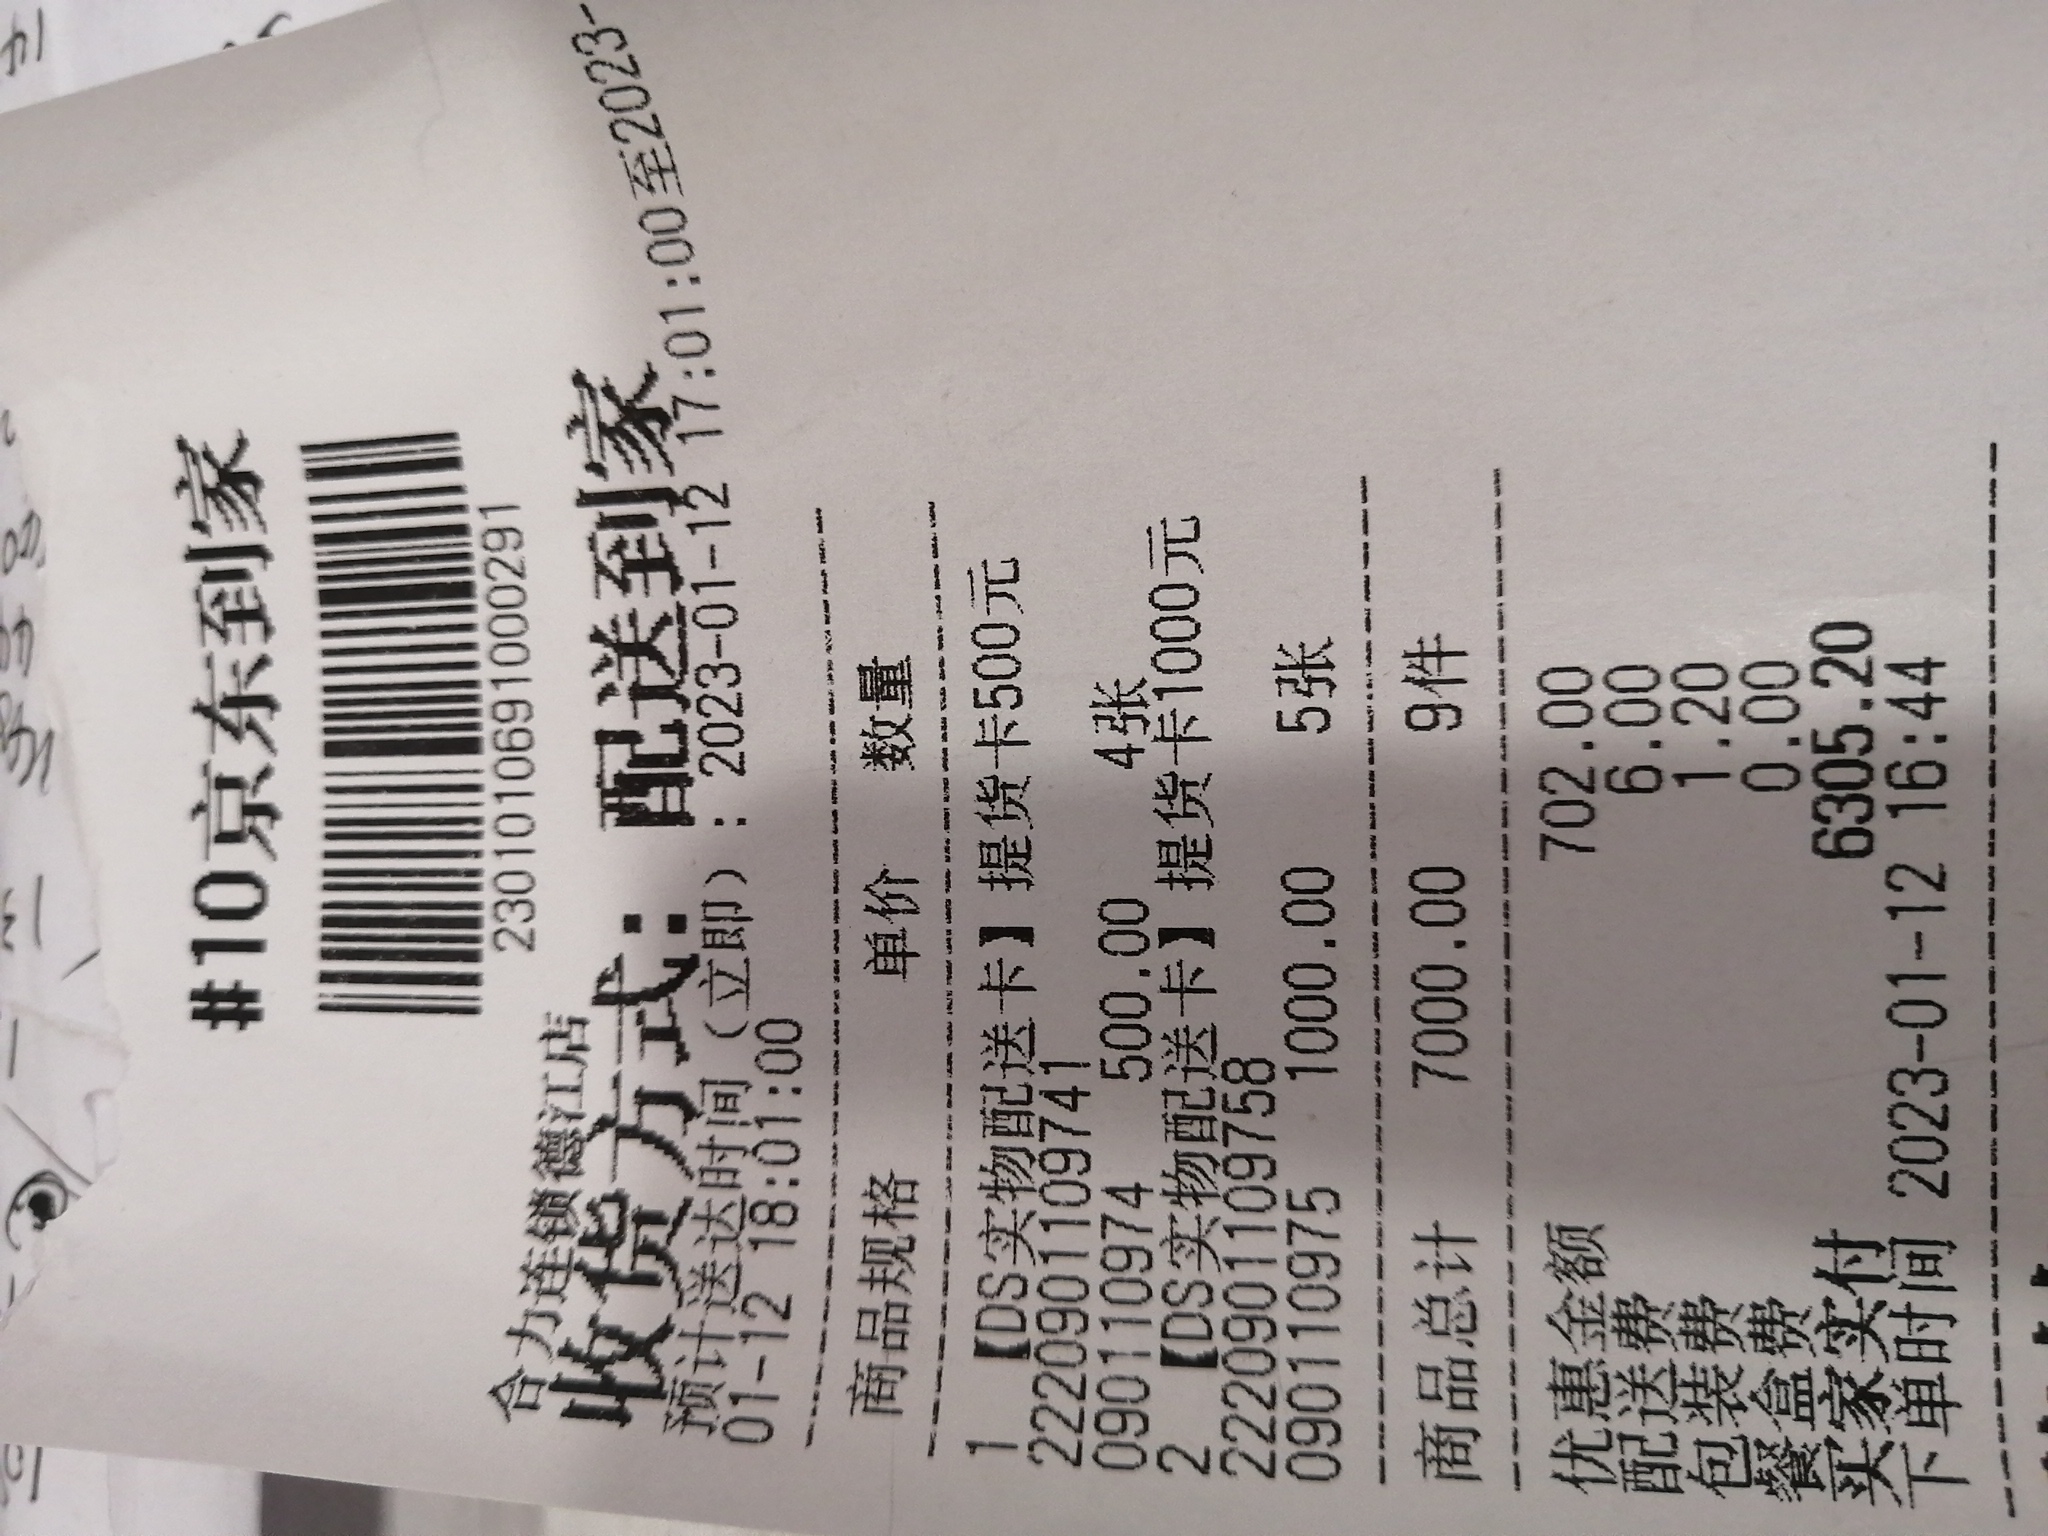 #10京东到家
2301010691000291
合力连锁德江店
收货方式：配送到家
预计送达时间（立即）：2023-01-12 17:01:00至2023-
01-12 18:01:00
商品规格 单价 数量
1 【DS实物配送卡】提货卡500元
2220901109741
090110974 500.00 4张
2 【DS实物配送卡】提货卡1000元
2220901109758
090110975 1000.00 5张
商品总计 7000.00 9件
优惠金额 702.00
配送费 6.00
包装费 1.20
餐盒费 0.00
买家实付 6305.20
下单时间 2023-01-12 16:44